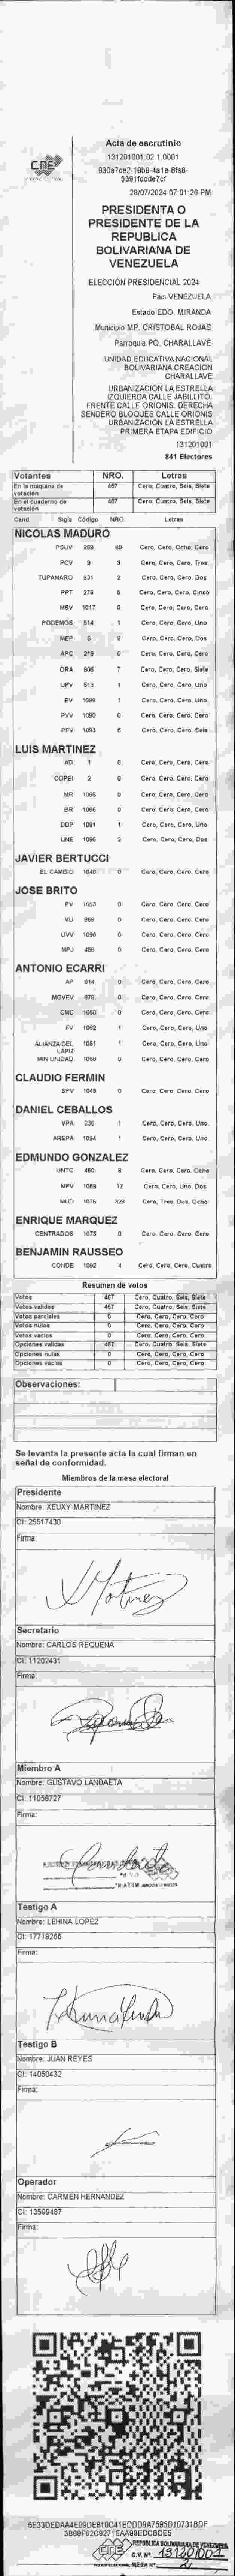 CNE
Acta de escrutinio
131201001.02.1.0001
28/07/2024 07:01:26 PM
PRESIDENTA O
PRESIDENTE DE LA
REPUBLICA
BOLIVARIANA DE
VENEZUELA
ELECCIÓN PRESIDENCIAL 2024
Pais VENEZUELA
Estado EDO. MIRANDA
Municipio MP. CRISTOBAL ROJAS
Parroquia PQ. CHARALLAVE
UNIDAD EDUCATIVA NACIONAL
BOLIVARIANA CREACION
CHARALLAVE
URBANIZACION LA ESTRELLA
IZQUIERDA CALLE JABILLITO.
FRENTE CALLE ORIONIS. DERECHA
SENDERO BLOQUES CALLE ORIONIS
URBANIZACION LA ESTRELLA
PRIMERA ETAPA EDIFICIO
131201001
841 Electores
Votantes NRO. Letras
En la maquina de votación 467 Cero, Cuatro, Seis, Siete
En el cuaderno de votación 467 Cero, Cuatro, Seis, Siete
Cand. Sigla Código NRO. Letras
NICOLAS MADURO
PSUV 269 80 Cero, Cero, Ocho, Cero
PCV 9 3 Cero, Cero, Cero, Tres
TUPAMARO 831 2 Cero, Cero, Cero, Dos
PPT 276 5 Cero, Cero, Cero, Cinco
MSV 1017 0 Cero, Cero, Cero, Cero
PODEMOS 514 1 Cero, Cero, Cero, Uno
MEP 6 2 Cero, Cero, Cero, Dos
APC 219 0 Cero, Cero, Cero, Cero
ORA 906 7 Cero, Cero, Cero, Siete
UPV 513 1 Cero, Cero, Cero, Uno
EV 1089 1 Cero, Cero, Cero, Uno
PVV 1090 0 Cero, Cero, Cero, Cero
PFV 1093 6 Cero, Cero, Cero, Seis
LUIS MARTINEZ
AD 1 0 Cero, Cero, Cero, Cero
COPEI 2 0 Cero, Cero, Cero, Cero
MR 1065 0 Cero, Cero, Cero, Cero
BR 1066 0 Cero, Cero, Cero, Cero
DDP 1091 1 Cero, Cero, Cero, Uno
UNE 1096 2 Cero, Cero, Cero, Dos
JAVIER BERTUCCI
EL CAMBIO 1048 0 Cero, Cero, Cero, Cero
JOSE BRITO
PV 1053 0 Cero, Cero, Cero, Cero
VU 959 0 Cero, Cero, Cero, Cero
UVV 1056 0 Cero, Cero, Cero, Cero
MPJ 456 0 Cero, Cero, Cero, Cero
ANTONIO ECARRI
AP 914 0 Cero, Cero, Cero, Cero
MOVEV 978 0 Cero, Cero, Cero, Cero
CMC 1050 0 Cero, Cero, Cero, Cero
FV 1062 1 Cero, Cero, Cero, Uno
ALIANZA DEL LAPIZ 1051 1 Cero, Cero, Cero, Uno
MIN UNIDAD 1069 0 Cero, Cero, Cero, Cero
CLAUDIO FERMIN
SPV 1049 0 Cero, Cero, Cero, Cero
DANIEL CEBALLOS
VPA 336 1 Cero, Cero, Cero, Uno
AREPA 1094 1 Cero, Cero, Cero, Uno
EDMUNDO GONZALEZ
UNTC 460 8 Cero, Cero, Cero, Ocho
MPV 1069 12 Cero, Cero, Uno, Dos
MUD 1075 328 Cero, Tres, Dos, Ocho
ENRIQUE MARQUEZ
CENTRADOS 1073 0 Cero, Cero, Cero, Cero
BENJAMIN RAUSSEO
CONDE 1092 4 Cero, Cero, Cero, Cuatro
Resumen de votos
Votos 467 Cero, Cuatro, Seis, Siete
Votos validos 467 Cero, Cuatro, Seis, Siete
Votos parciales 0 Cero, Cero, Cero, Cero
Votos nulos 0 Cero, Cero, Cero, Cero
Votos vacios 0 Cero, Cero, Cero, Cero
Opciones validas 467 Cero, Cuatro, Seis, Siete
Opciones nulas 0 Cero, Cero, Cero, Cero
Opciones vacias 0 Cero, Cero, Cero, Cero
Observaciones:
Se levanta la presente acta la cual firman en
señal de conformidad.
Miembros de la mesa electoral
Presidente
Nombre: XEUXY MARTINEZ
CI: 25517430
Firma:
Secretario
Nombre: CARLOS REQUENA
CI: 11202431
Firma:
Miembro A
Nombre: GUSTAVO LANDAETA
CI: 11058727
Firma:
Testigo A
Nombre: LEHINA LOPEZ
CI: 17719266
Firma:
Testigo B
Nombre: JUAN REYES
CI: 14050432
Firma:
Operador
Nombre: CARMEN HERNANDEZ
CI: 13599487
Firma:
CNE
REPUBLICA BOLIVARIANA DE VENEZUELA
C.V. Nº. 131201001
MESA Nº 2